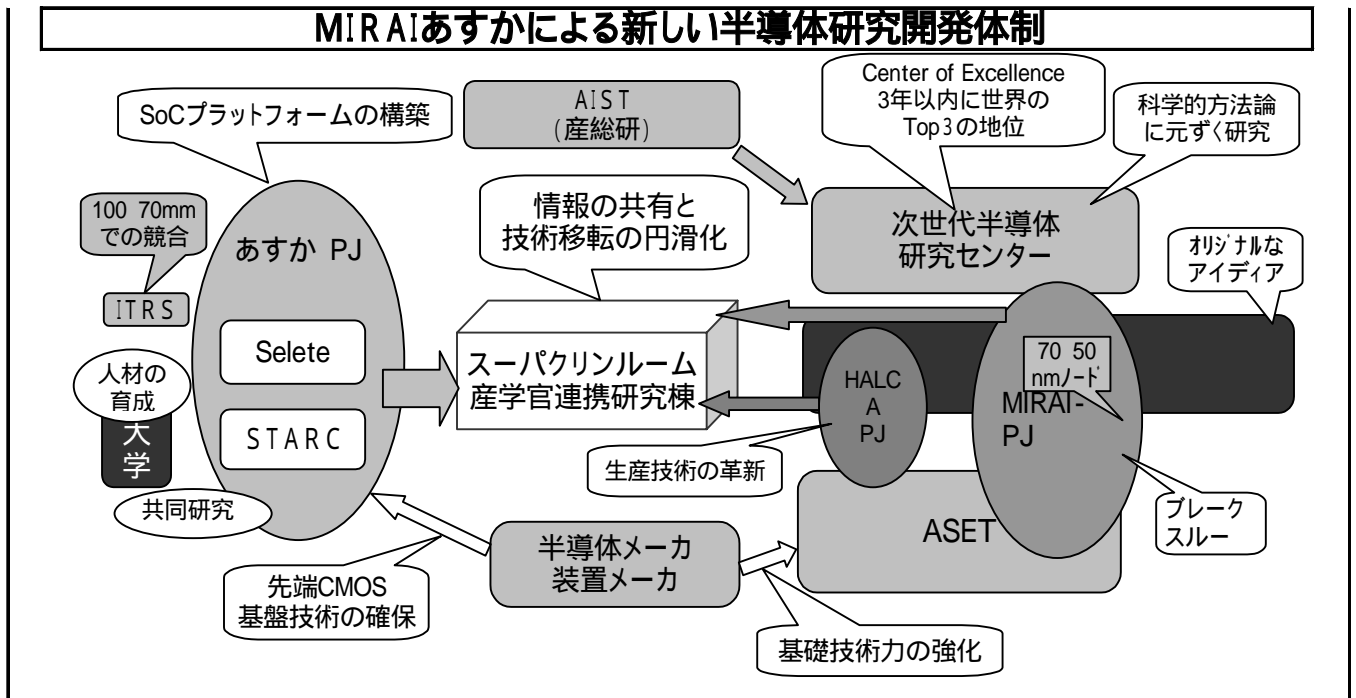 MIRAIあすかによる新しい半導体研究開発体制
SoCプラットフォームの構築
AIST
(産総研)
Center of Excellence
3年以内に世界の
Top3の地位
科学的方法論
に元ずく研究
100 70mm
での競合
あすか PJ
情報の共有と
技術移転の円滑化
次世代半導体
研究センター
オリジナルな
アイディア
ITRS
Selete
スーパクリンルーム
産学官連携研究棟
70 50
nmノード
人材の
育成
HALC
A
PJ
MIRAI-
PJ
大
学
STARC
生産技術の革新
共同研究
ブレーク
スルー
半導体メーカ
装置メーカ
ASET
先端CMOS
基盤技術の確保
基礎技術力の強化